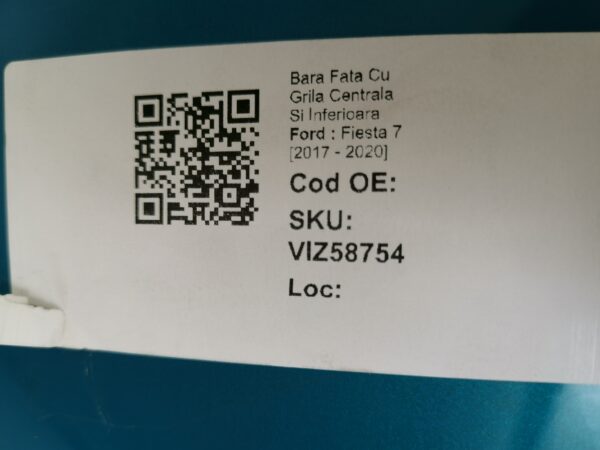 Bara Fata Cu
Grila Centrala
Si Inferioara
Ford : Fiesta 7
[2017 - 2020]
Cod OE:
SKU:
VIZ58754
Loc: